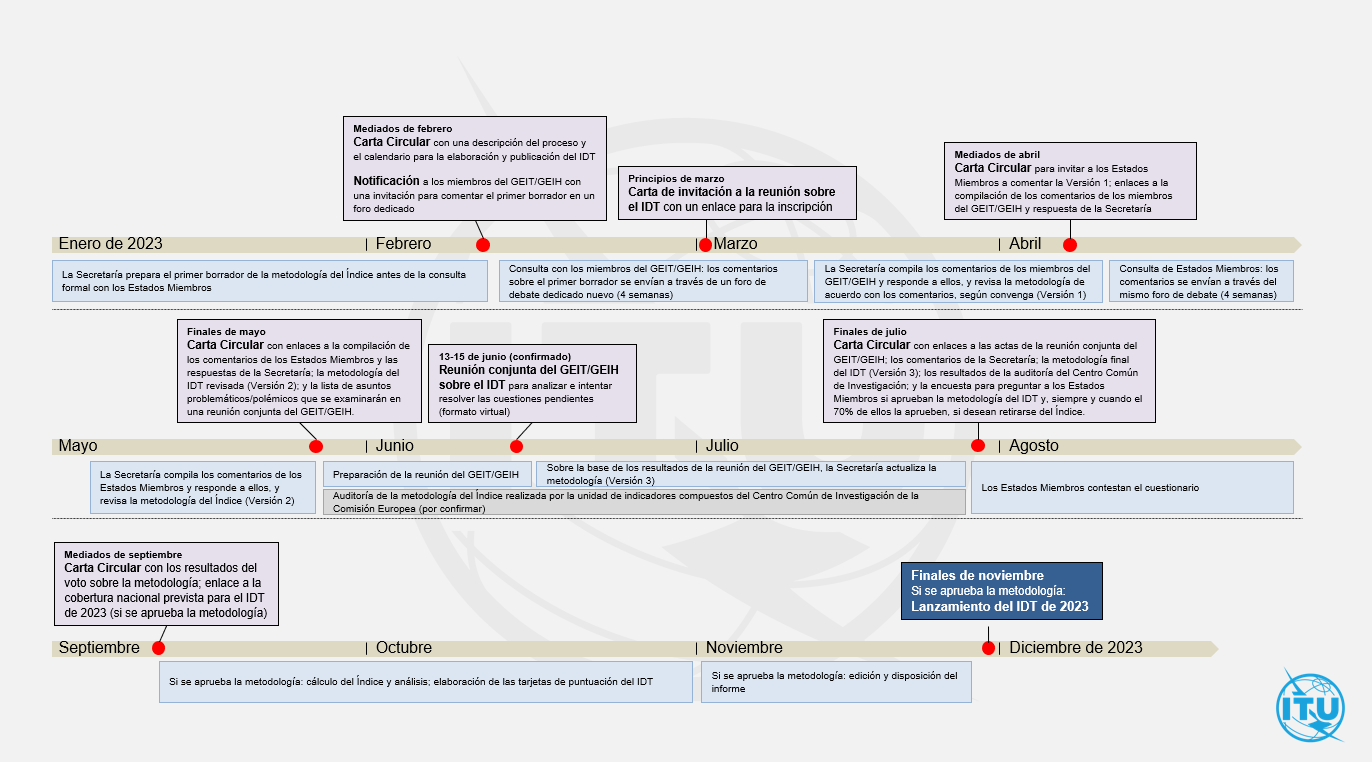 Mediados de febrero
Carta Circular con una descripción del proceso y
el calendario para la elaboración y publicación del IDT
Notificación a los miembros del GEIT/GEIH con
una invitación para comentar el primer borrador en un
foro dedicado
Principios de marzo
Carta de invitación a la reunión sobre
el IDT con un enlace para la inscripción
Mediados de abril
Carta Circular para invitar a los Estados
Miembros a comentar la Versión 1; enlaces a la
compilación de los comentarios de los miembros
del GEIT/GEIH y respuesta de la Secretaría
Enero de 2023
Febrero
Marzo
Abril
La Secretaría prepara el primer borrador de la metodología del Índice antes de la consulta
formal con los Estados Miembros
Consulta con los miembros del GEIT/GEIH: los comentarios
sobre el primer borrador se envían a través de un foro de
debate dedicado nuevo (4 semanas)
La Secretaría compila los comentarios de los miembros del
GEIT/GEIH y responde a ellos, y revisa la metodología de
acuerdo con los comentarios, según convenga (Versión 1)
Consulta de Estados Miembros: los
comentarios se envían a través del
mismo foro de debate (4 semanas)
Finales de mayo
Carta Circular con enlaces a la compilación de
los comentarios de los Estados Miembros y las
respuestas de la Secretaría; la metodología del
IDT revisada (Versión 2); y la lista de asuntos
problemáticos/polémicos que se examinarán en
una reunión conjunta del GEIT/GEIH.
13-15 de junio (confirmado)
Reunión conjunta del GEIT/GEIH
sobre el IDT para analizar e intentar
resolver las cuestiones pendientes
(formato virtual)
Finales de julio
Carta Circular con enlaces a las actas de la reunión conjunta del
GEIT/GEIH; los comentarios de la Secretaría; la metodología final
del IDT (Versión 3); los resultados de la auditoría del Centro Común
de Investigación; y la encuesta para preguntar a los Estados
Miembros si aprueban la metodología del IDT y, siempre y cuando el
70% de ellos la aprueben, si desean retirarse del Índice.
Mayo
Junio
Julio
Agosto
La Secretaría compila los comentarios de los
Estados Miembros y responde a ellos, y
revisa la metodología del Índice (Versión 2)
Preparación de la reunión del GEIT/GEIH
Sobre la base de los resultados de la reunión del GEIT/GEIH, la Secretaría actualiza la
metodología (Versión 3)
Auditoría de la metodología del Índice realizada por la unidad de indicadores compuestos del Centro Común de Investigación de la
Comisión Europea (por confirmar)
Los Estados Miembros contestan el cuestionario
Mediados de septiembre
Carta Circular con los resultados del
voto sobre la metodología; enlace a la
cobertura nacional prevista para el IDT
de 2023 (si se aprueba la metodología)
Finales de noviembre
Si se aprueba la metodología:
Lanzamiento del IDT de 2023
Septiembre
Octubre
Noviembre
Diciembre de 2023
Si se aprueba la metodología: cálculo del Índice y análisis; elaboración de las tarjetas de puntuación del IDT
Si se aprueba la metodología: edición y disposición del
informe
ITU
ITU